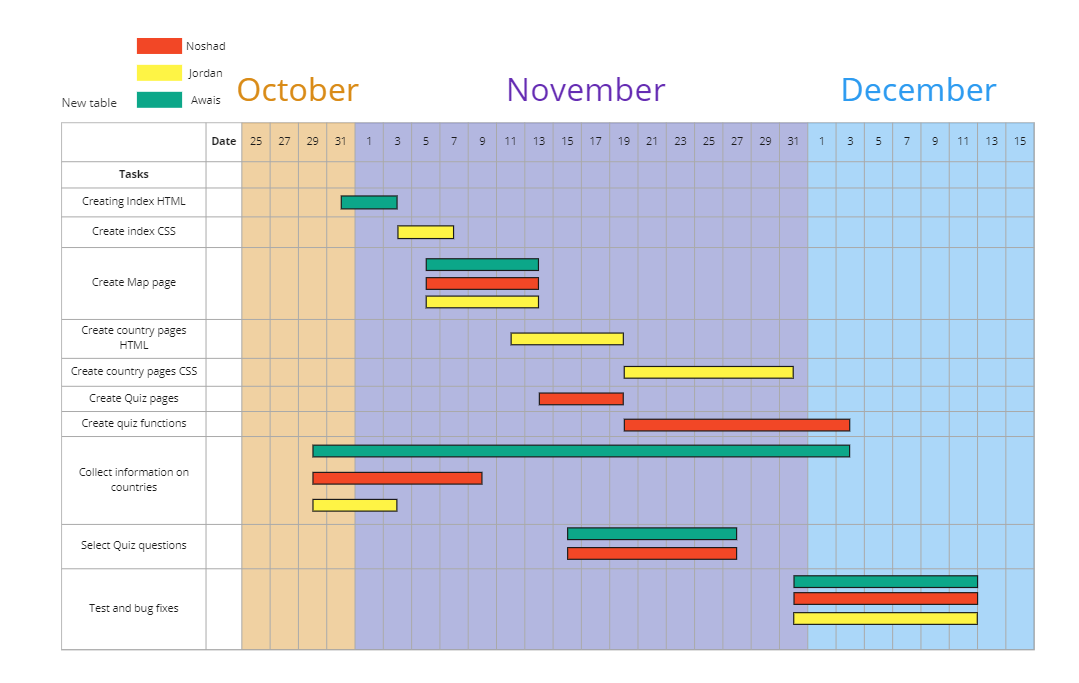 Noshad
Jordan
New table
Awais
October
November
December
Date 25 27 29 31 1 3 5 7 9 11 13 15 17 19 21 23 25 27 29 31 1 3 5 7 9 11 13 15
Tasks
Creating Index HTML
Create index CSS
Create Map page
Create country pages
HTML
Create country pages CSS
Create Quiz pages
Create quiz functions
Collect information on
countries
Select Quiz questions
Test and bug fixes